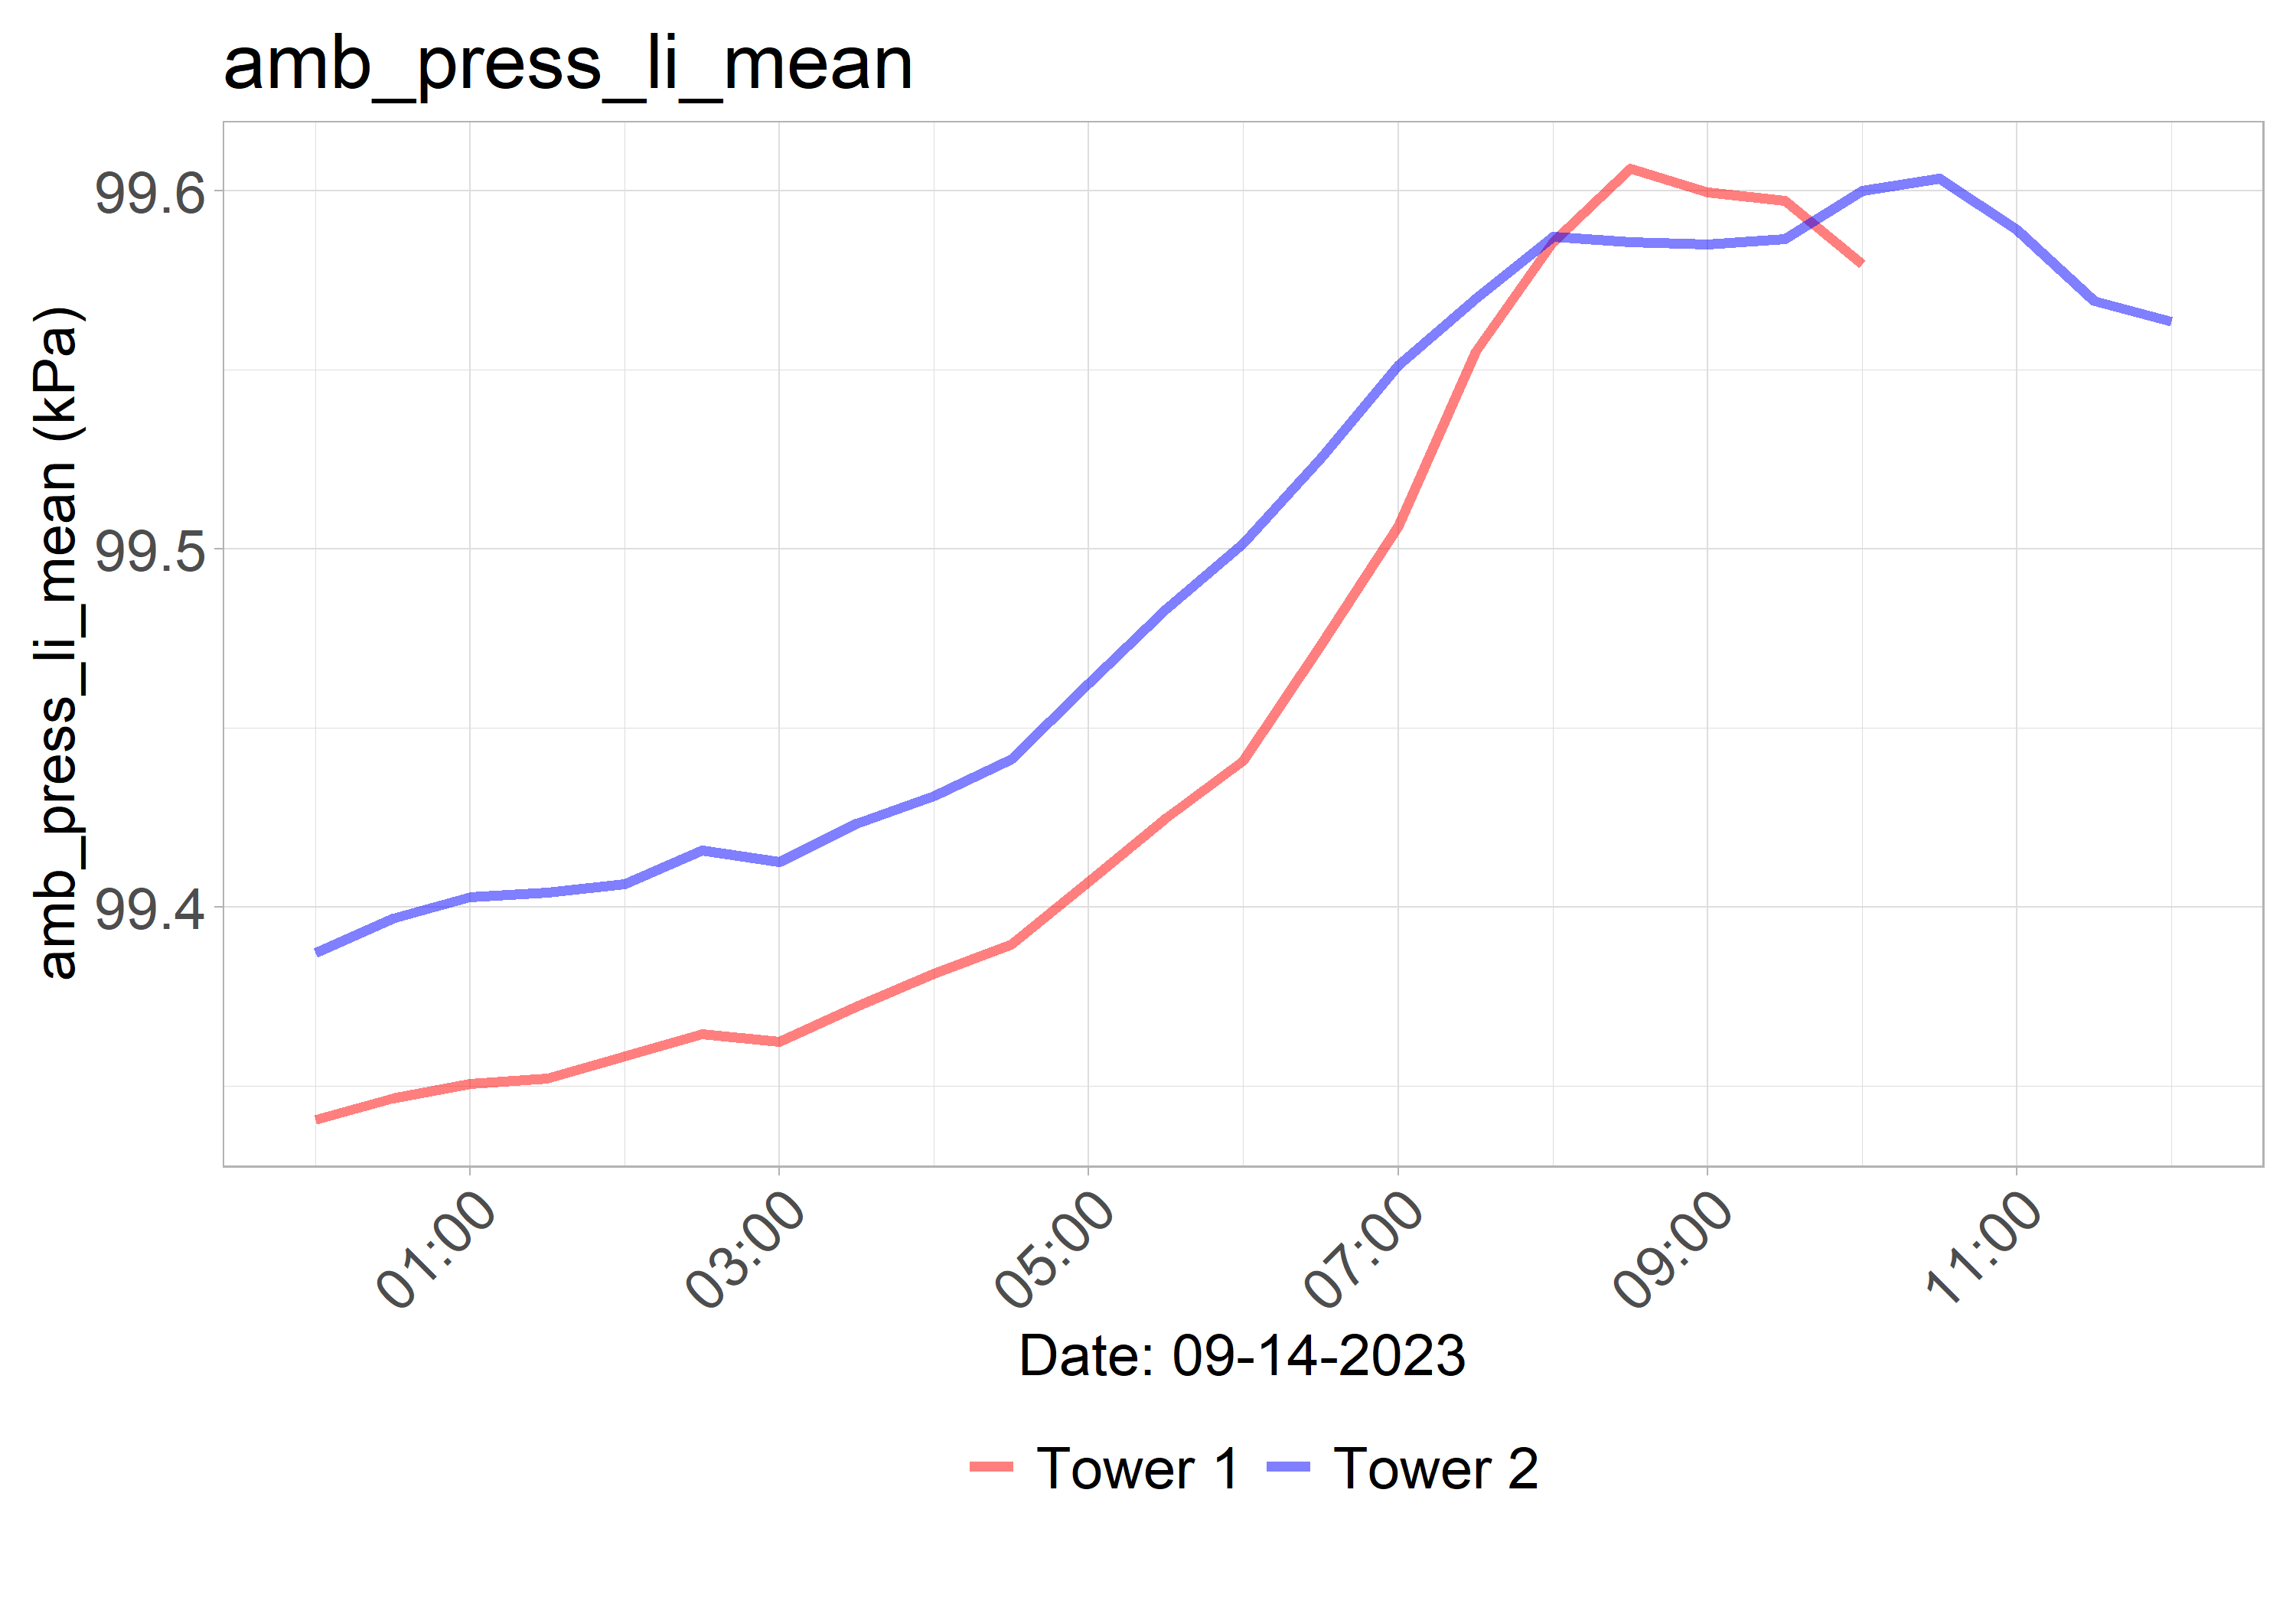 amb_press_li_mean
amb_press_li_mean (kPa)
99.6
99.5
99.4
01:00
03:00
05:00
07:00
09:00
11:00
Date: 09-14-2023
Tower 1
Tower 2